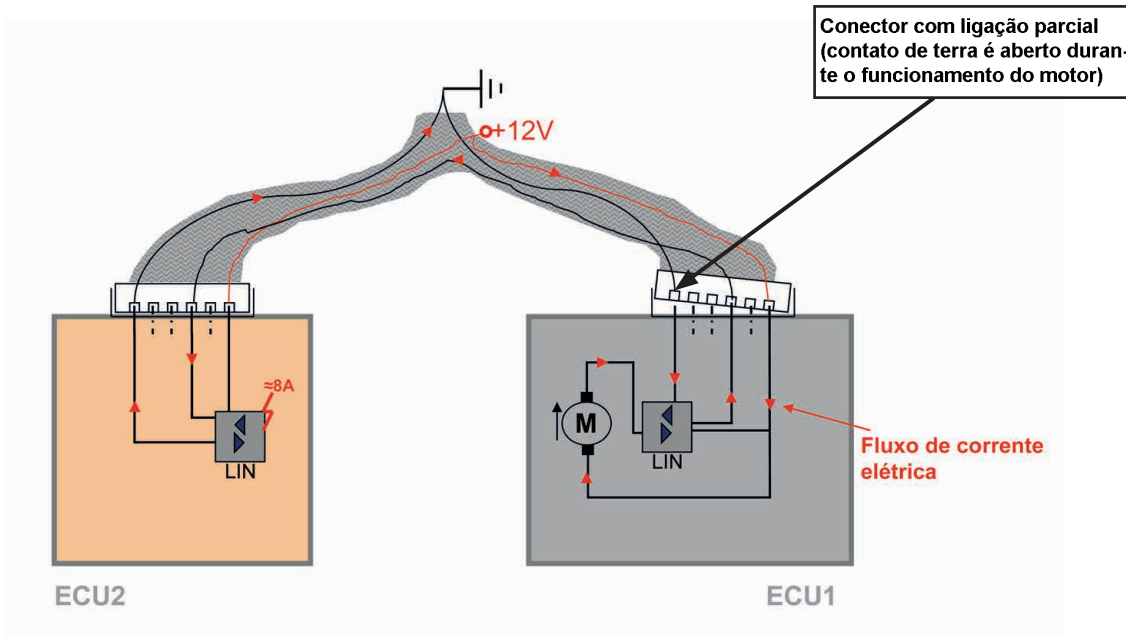 Conector com ligação parcial
(contato de terra é aberto duran-
te o funcionamento do motor)
+12V
≈8A
LIN
M
LIN
Fluxo de corrente
elétrica
ECU2
ECU1